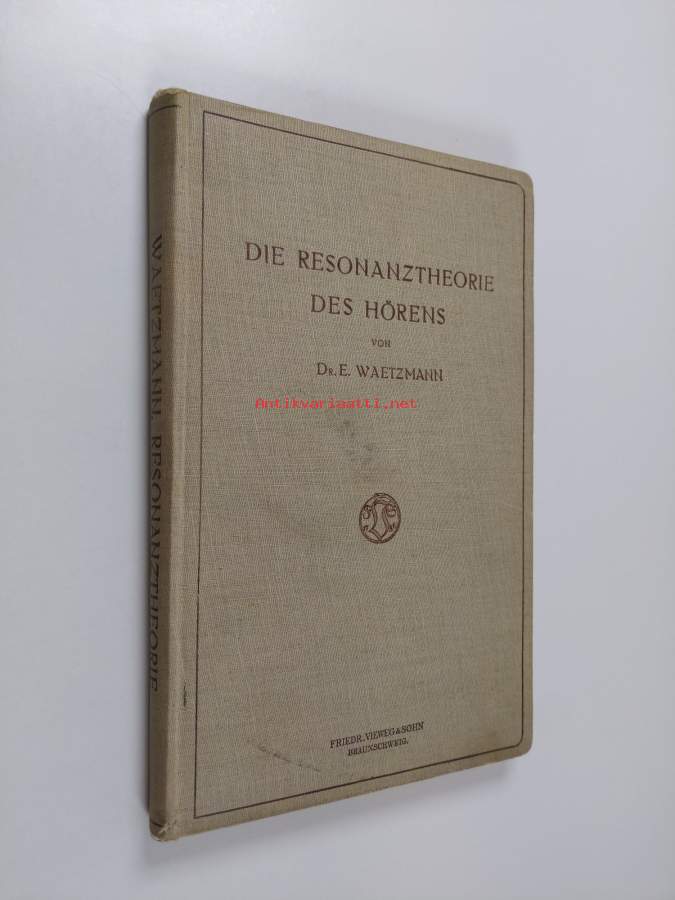 DIE RESONANZTHEORIE
DES HÖRENS
VON
DR. E. WAETZMANN
Antikvariaatti.net
FRIEDR. VIEWEG & SOHN
BRAUNSCHWEIG.
WAETZMANN, RESONANZTHEORIE